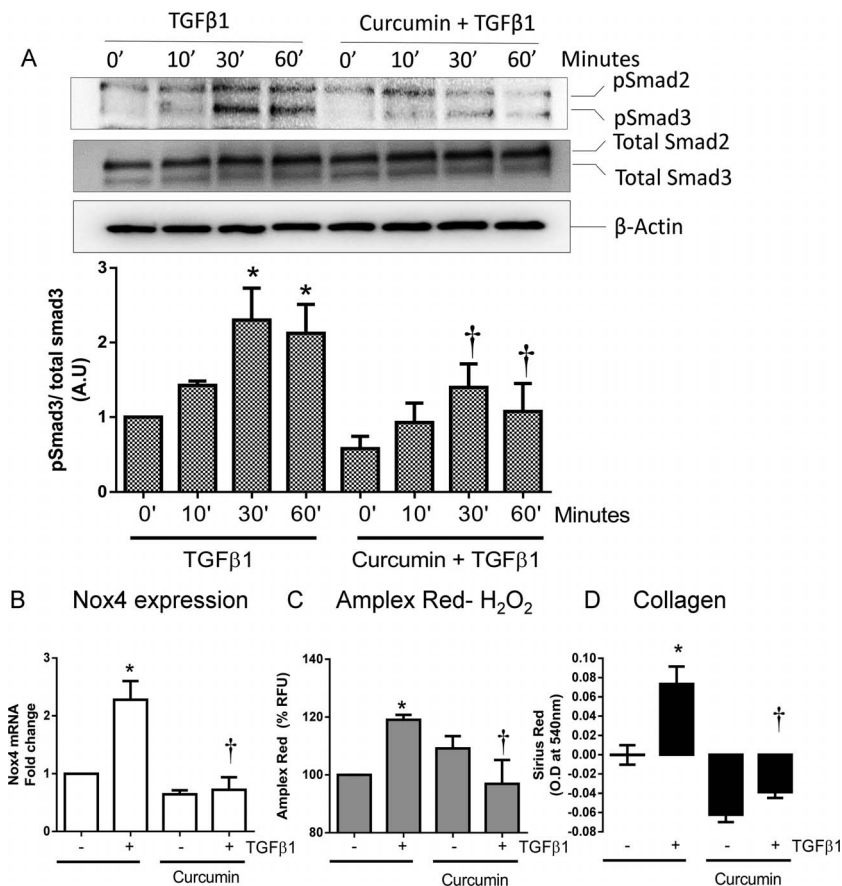 TGFβ1 Curcumin + TGFβ1
A 0’ 10’ 30’ 60’ 0’ 10’ 30’ 60’ Minutes
pSmad2
pSmad3
Total Smad2
Total Smad3
β-Actin
pSmad3/ total smad3
(A.U)
3
2
1
0
* * † †
0' 10' 30' 60' 0' 10' 30' 60' Minutes
TGFβ1 Curcumin + TGFβ1
B Nox4 expression
Nox4 mRNA
Fold change
3
2
1
0
* †
- + - + TGFβ1
Curcumin
C Amplex Red- H₂O₂
Amplex Red (% RFU)
140
120
100
80
* †
- + - + TGFβ1
Curcumin
D Collagen
Sirius Red
(O.D at 540nm)
0.10
0.08
0.06
0.04
0.02
0.00
-0.02
-0.04
-0.06
-0.08
* †
- + - + TGFβ1
Curcumin